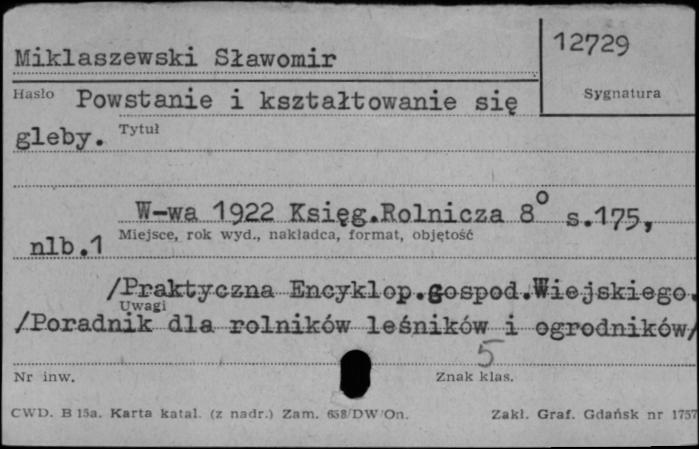 12729
Miklaszewski Sławomir
Hasło Powstanie i kształtowanie się
Sygnatura
gleby. Tytuł
W-wa 1922 Księg.Rolnicza 8° s.175,
Miejsce, rok wyd., nakładca, format, objętość
nlb.1
/Praktyczna Encyklop.gospod.Wiejskiego.
Uwagi
/Poradnik dla rolników leśników i ogrodników/
5
Nr inw. Znak klas.
CWD. B 15a. Karta katal. (z nadr.) Zam. 658/DW/On. Zakł. Graf. Gdańsk nr 1757